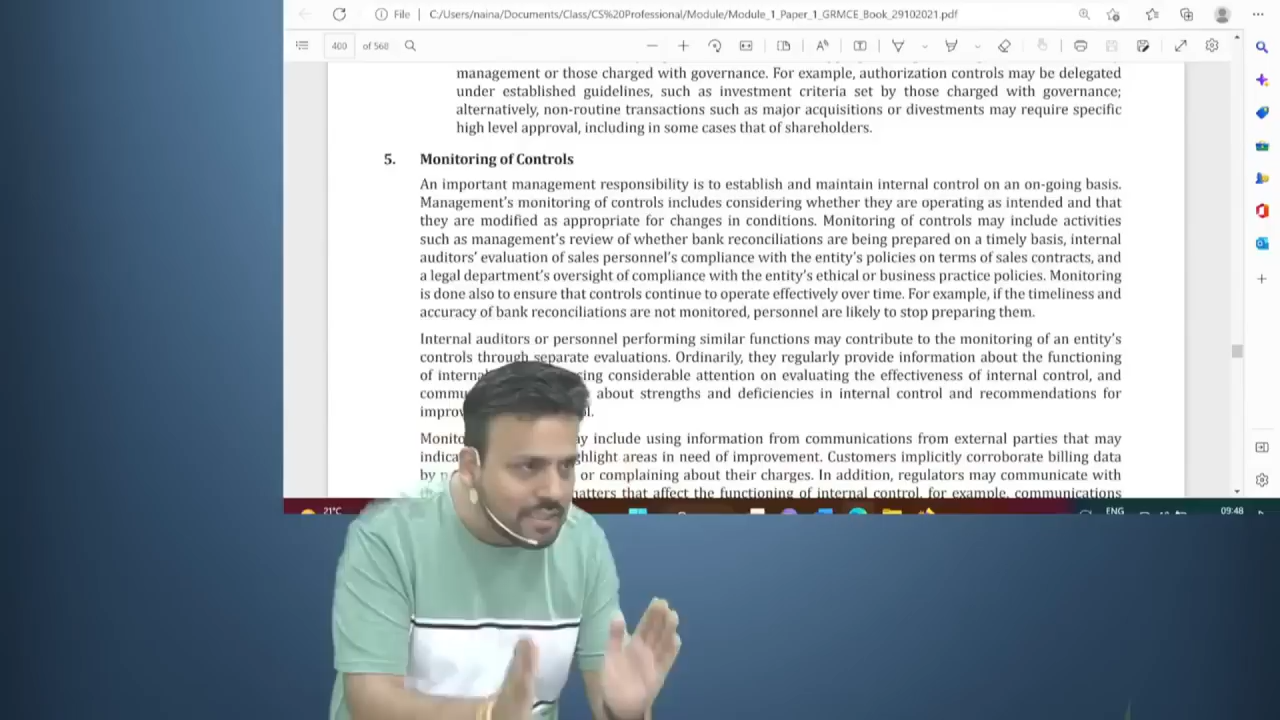 File C:/Users/naina/Documents/Class/CS%20Professional/Module/Module_1_Paper_1_GRMCE_Book_29102021.pdf
400 of 568
management or those charged with governance. For example, authorization controls may be delegated
under established guidelines, such as investment criteria set by those charged with governance;
alternatively, non-routine transactions such as major acquisitions or divestments may require specific
high level approval, including in some cases that of shareholders.
5. Monitoring of Controls
An important management responsibility is to establish and maintain internal control on an on-going basis.
Management's monitoring of controls includes considering whether they are operating as intended and that
they are modified as appropriate for changes in conditions. Monitoring of controls may include activities
such as management's review of whether bank reconciliations are being prepared on a timely basis, internal
auditors' evaluation of sales personnel's compliance with the entity's policies on terms of sales contracts, and
a legal department's oversight of compliance with the entity's ethical or business practice policies. Monitoring
is done also to ensure that controls continue to operate effectively over time. For example, if the timeliness and
accuracy of bank reconciliations are not monitored, personnel are likely to stop preparing them.
Internal auditors or personnel performing similar functions may contribute to the monitoring of an entity's
controls through separate evaluations. Ordinarily, they regularly provide information about the functioning
of considerable attention on evaluating the effectiveness of internal control, and
about strengths and deficiencies in internal control and recommendations for
include using information from communications from external parties that may
highlight areas in need of improvement. Customers implicitly corroborate billing data
by or complaining about their charges. In addition, regulators may communicate with
matters that affect the functioning of internal control, for example, communications
21°C
ENG
09:48